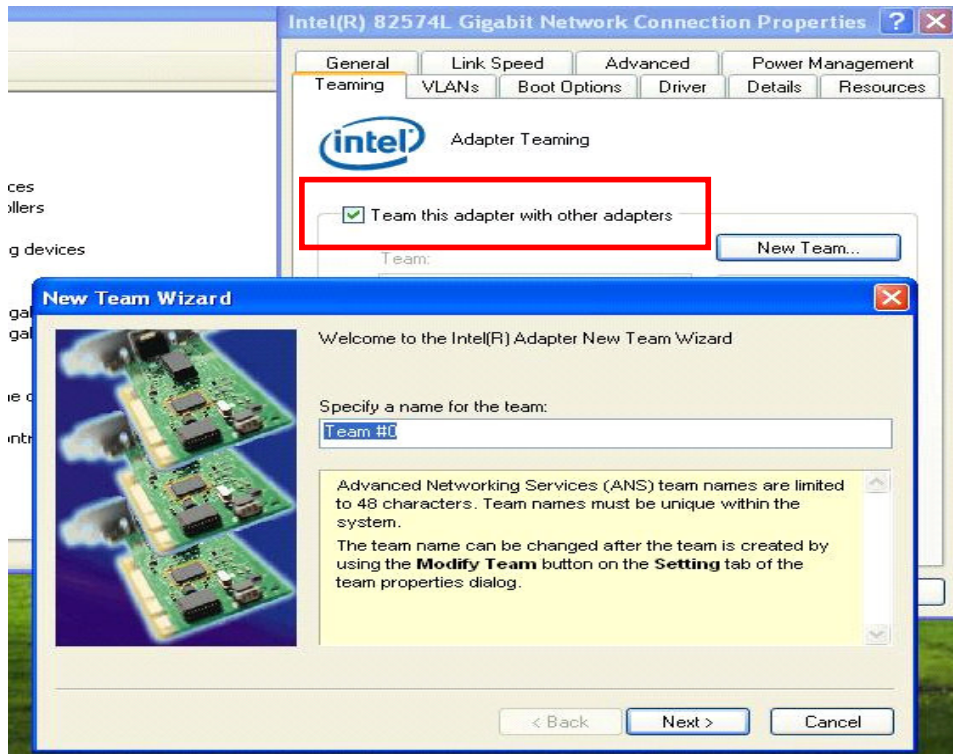 Intel(R) 82574L Gigabit Network Connection Properties
General Link Speed Advanced Power Management
Teaming VLANs Boot Options Driver Details Resources
intel Adapter Teaming
Team this adapter with other adapters
New Team...
Team:
New Team Wizard
Welcome to the Intel(R) Adapter New Team Wizard
Specify a name for the team:
Team #0
Advanced Networking Services (ANS) team names are limited
to 48 characters. Team names must be unique within the
system.
The team name can be changed after the team is created by
using the Modify Team button on the Setting tab of the
team properties dialog.
< Back Next > Cancel